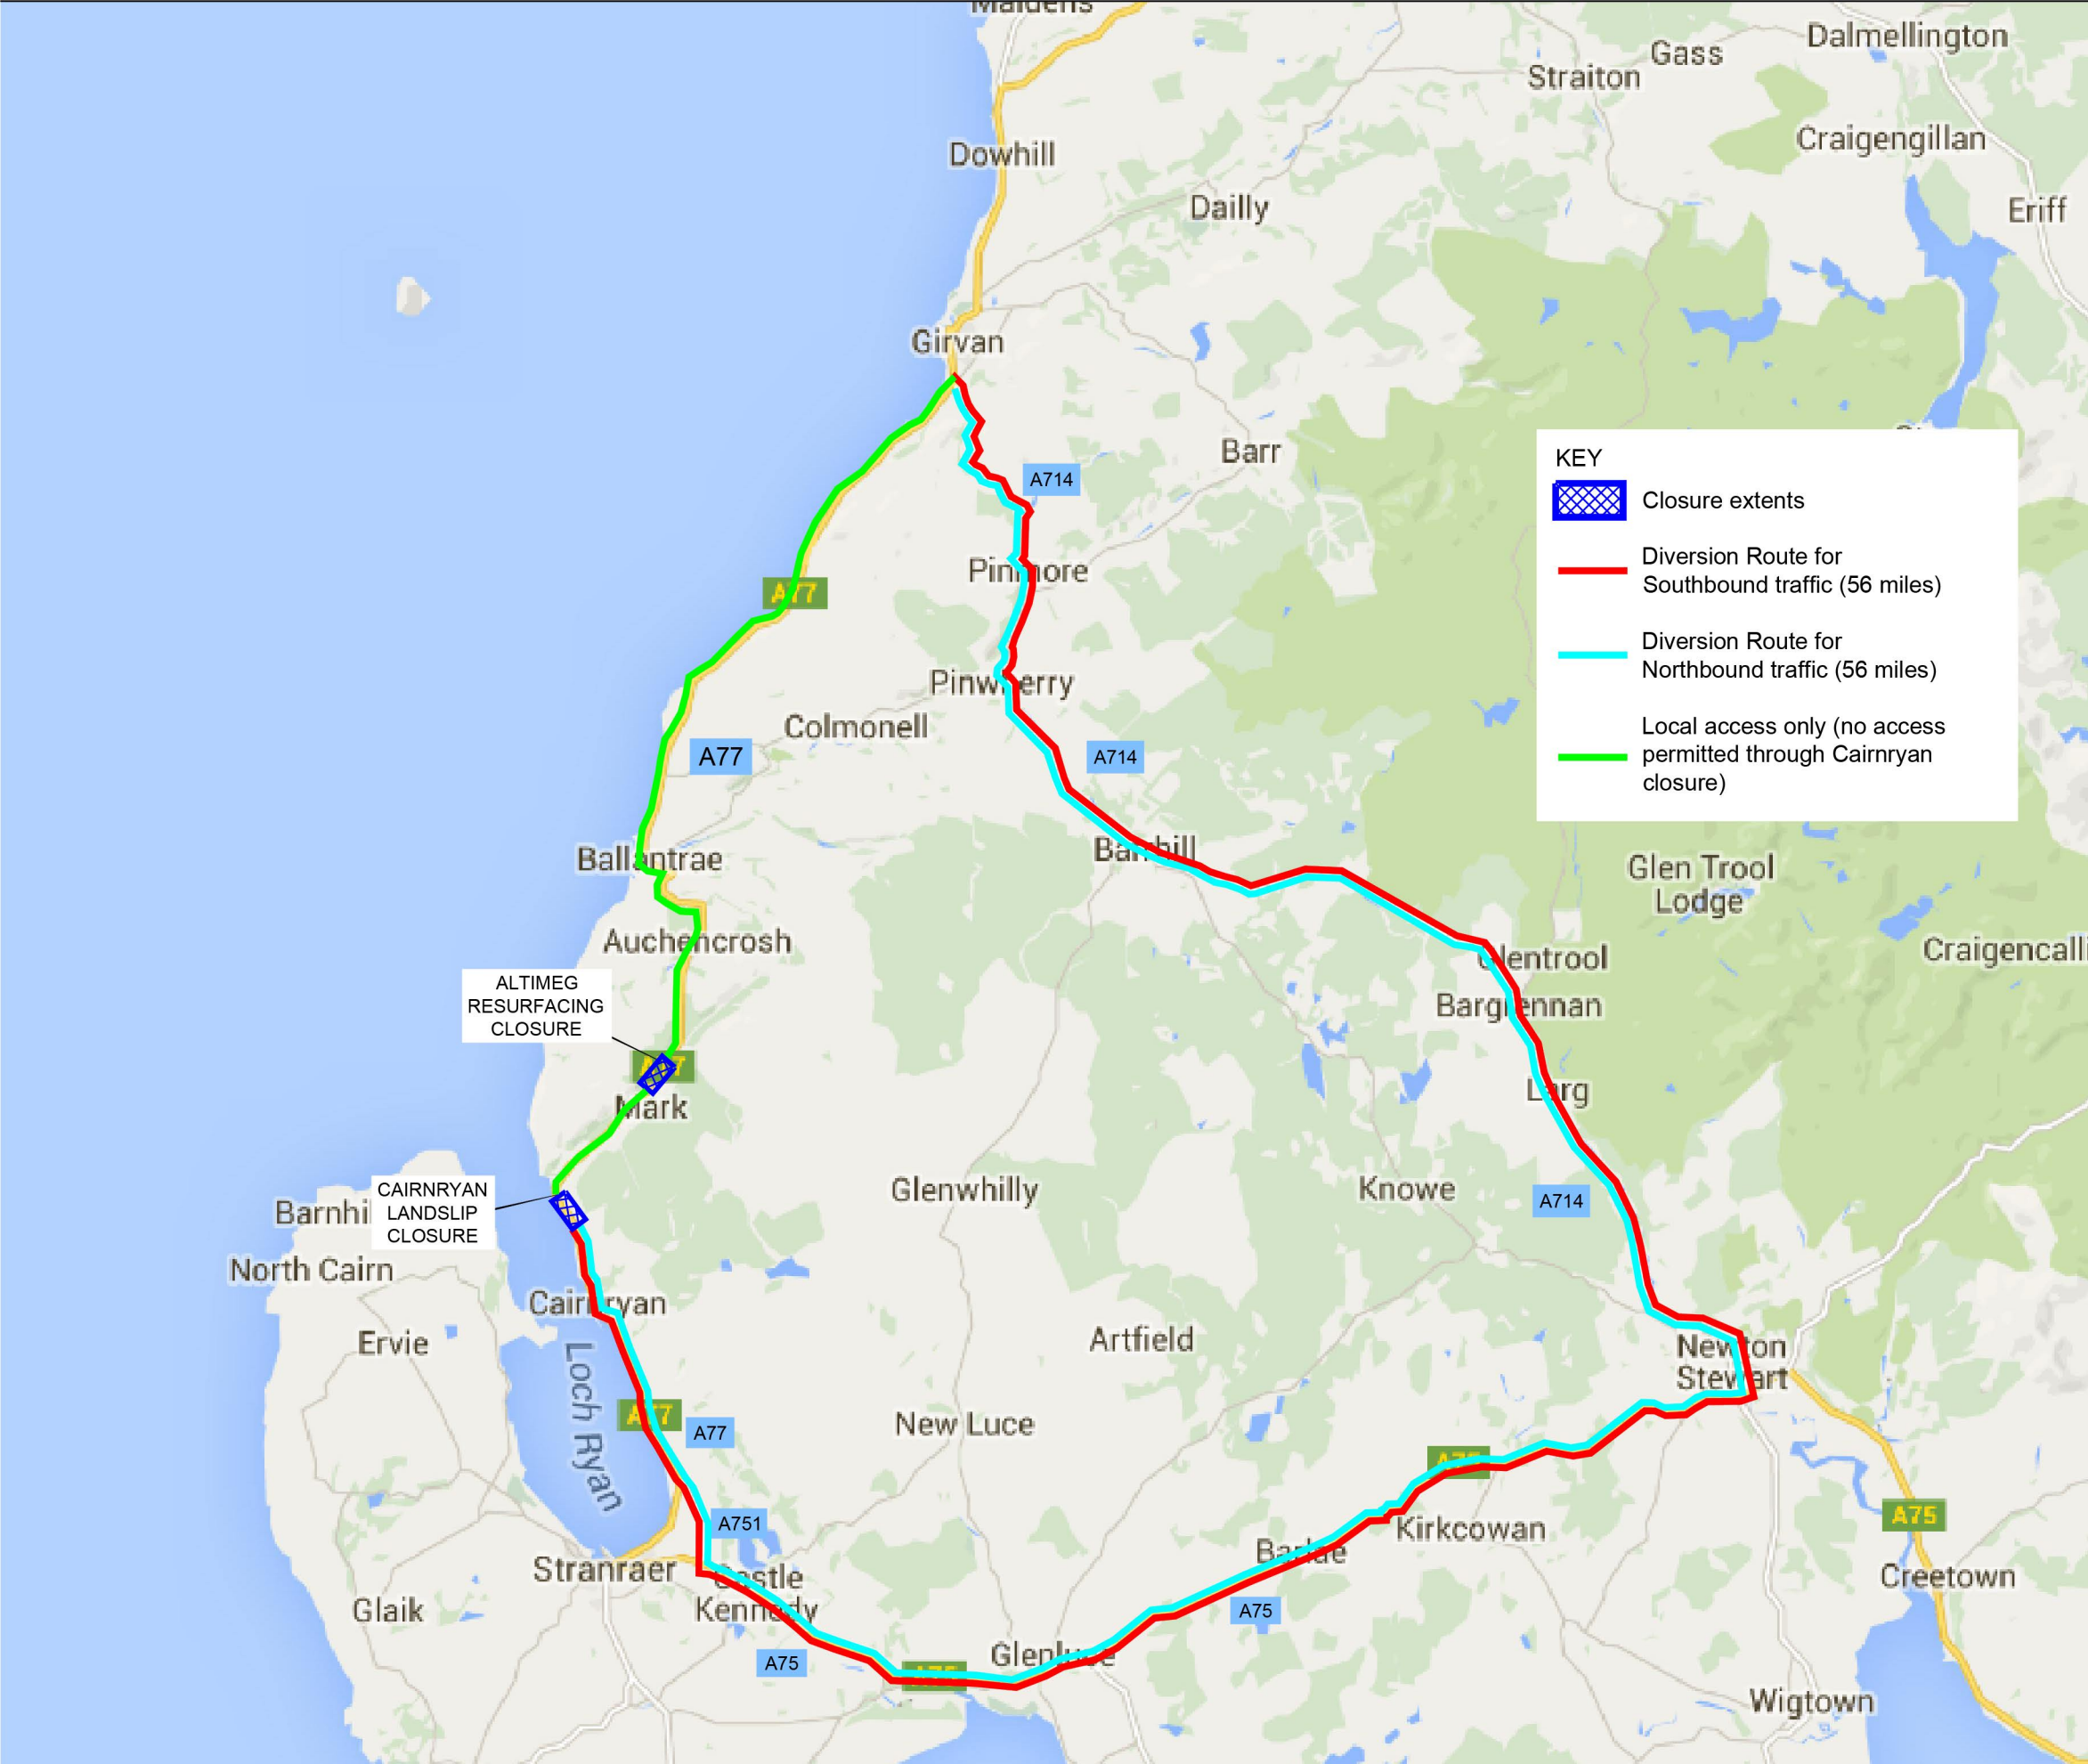 Maidens
Dalmellington
Gass
Straiton
Craigengillan
Dowhill
Dailly
Eriff
Girvan
Barr
A714
KEY
Closure extents
Diversion Route for
Southbound traffic (56 miles)
Diversion Route for
Northbound traffic (56 miles)
Local access only (no access
permitted through Cairnryan
closure)
Pinmore
A77
Pinwherry
Colmonell
A77
A714
Barrhill
Ballantrae
Glen Trool
Lodge
Auchencrosh
Craigencalli
Glentrool
Bargrennan
ALTIMEG
RESURFACING
CLOSURE
A77
Mark
Larg
Glenwhilly
Knowe
A714
CAIRNRYAN
LANDSLIP
CLOSURE
Barnhi
North Cairn
Cairnryan
Ervie
Artfield
Newton
Stewart
Loch Ryan
A77
A77
New Luce
A75
A751
Kirkcowan
A75
Barlae
Stranraer
Castle
Kennedy
Creetown
Glaik
A75
Glenluce
A75
A75
Wigtown